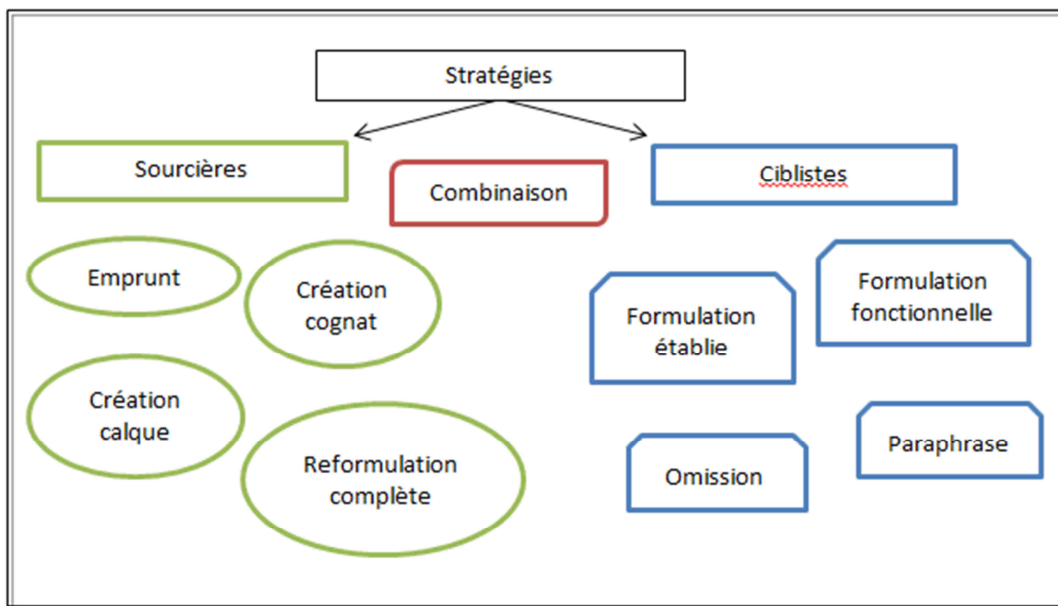 Stratégies
Sourcières
Combinaison
Ciblistes
Emprunt
Création
cognat
Formulation
établie
Formulation
fonctionnelle
Création
calque
Reformulation
complète
Omission
Paraphrase